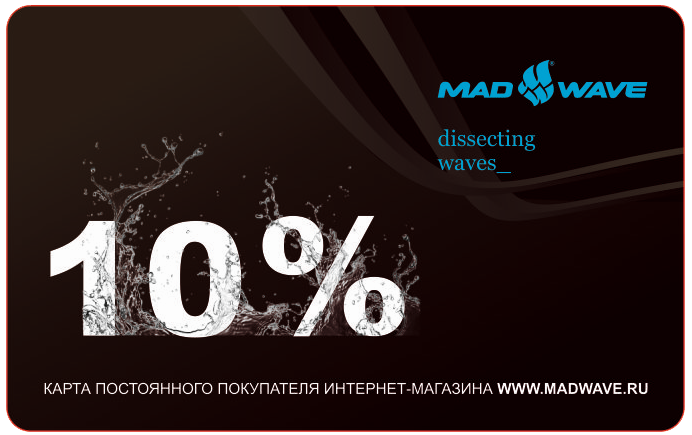 MAD WAVE
dissecting
waves_
10%
КАРТА ПОСТОЯННОГО ПОКУПАТЕЛЯ ИНТЕРНЕТ-МАГАЗИНА WWW.MADWAVE.RU